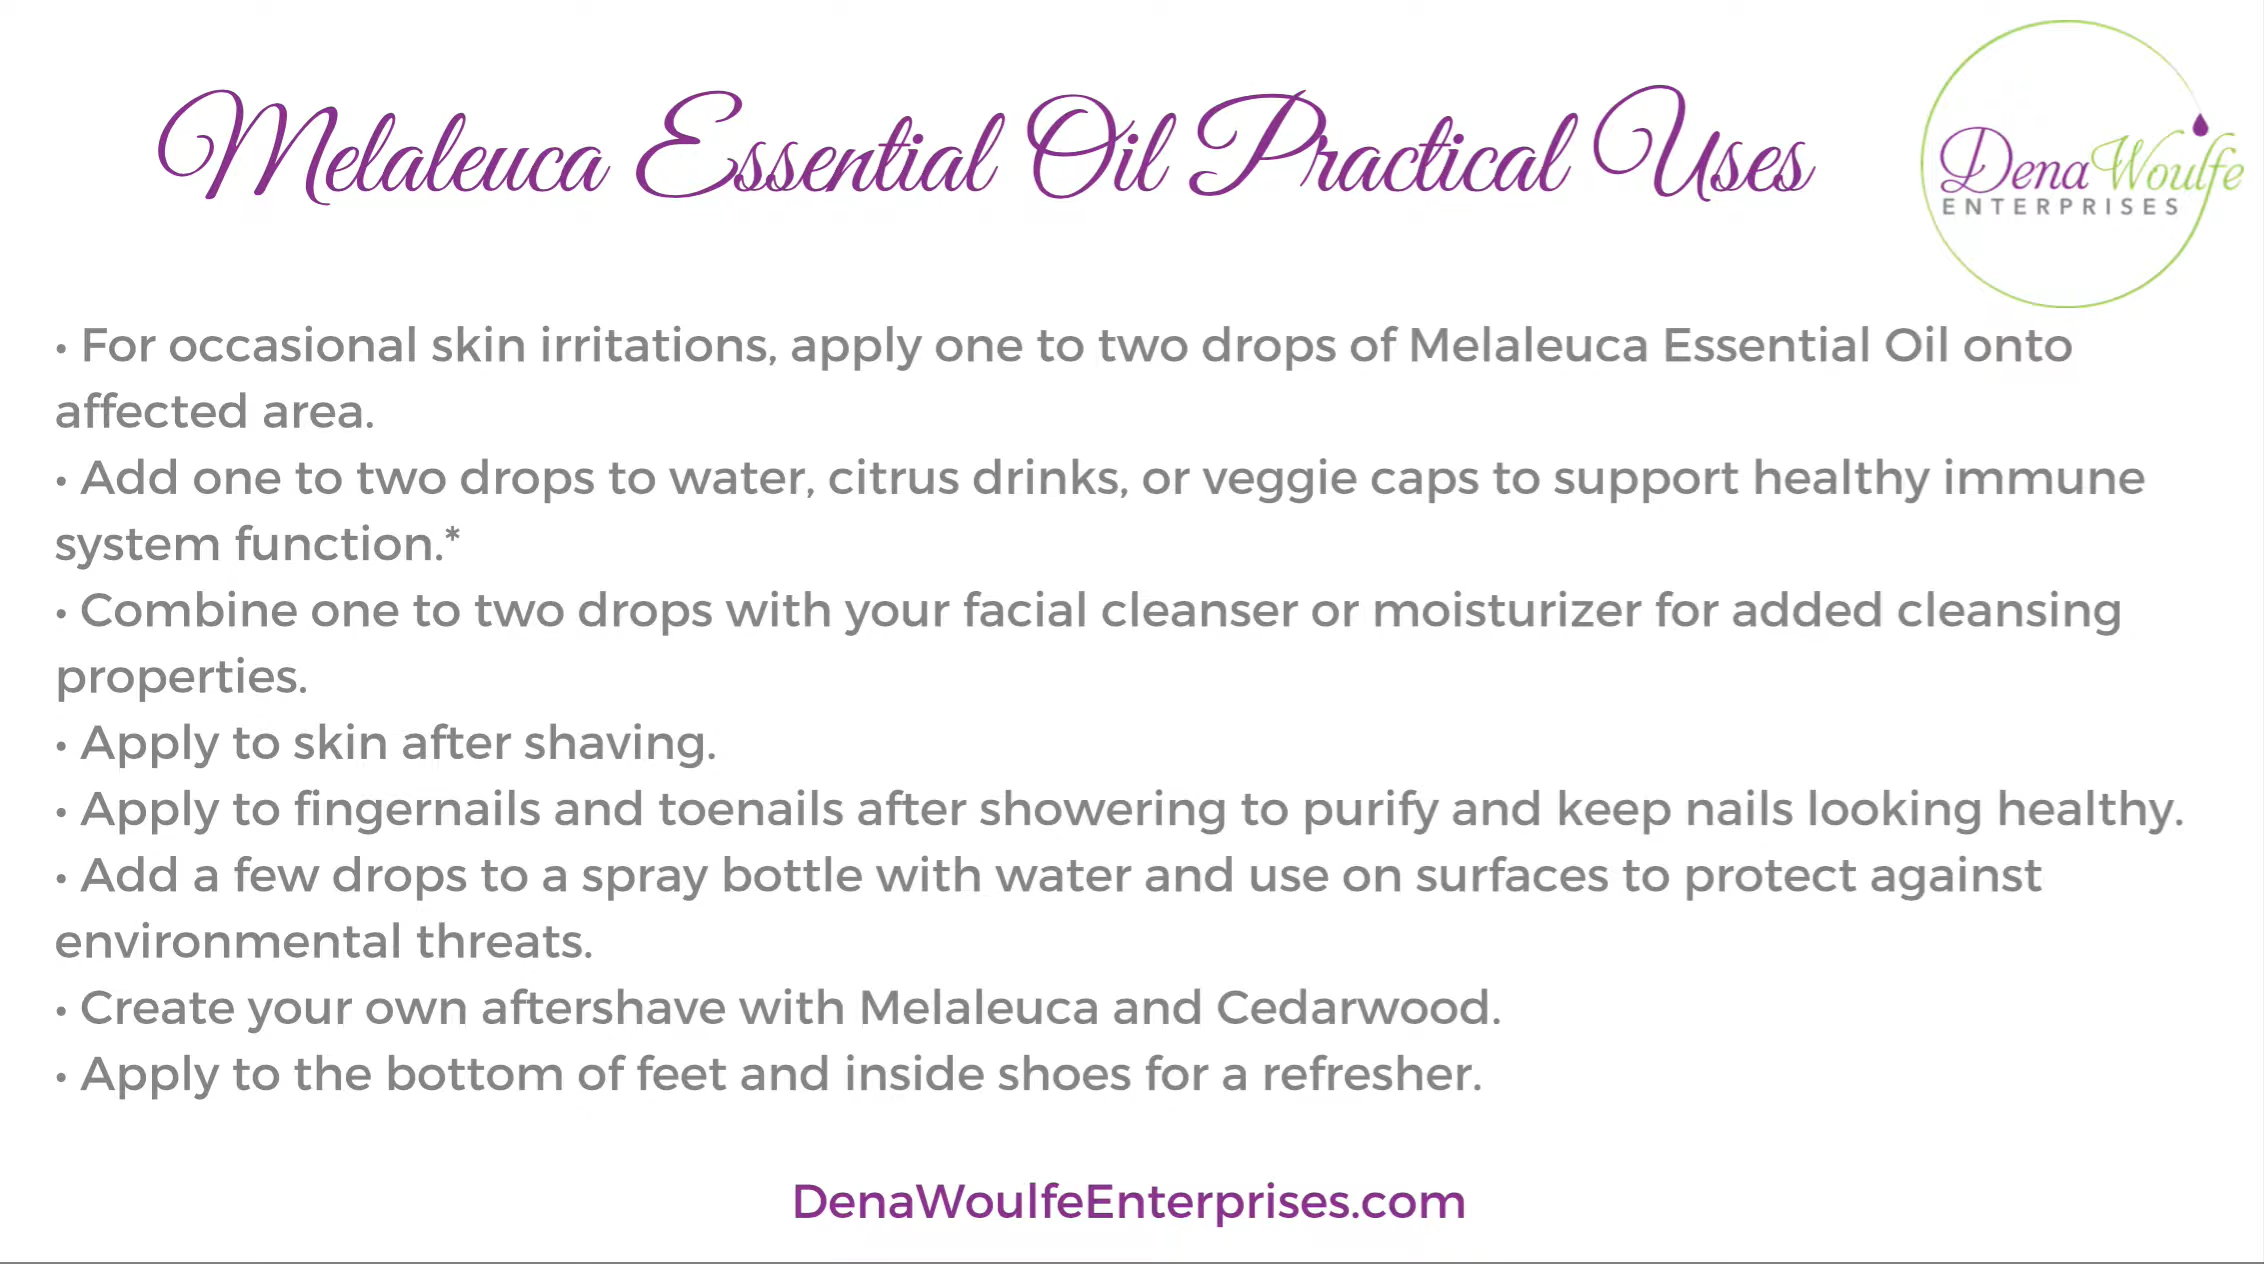 Melaleuca Essential Oil Practical Uses
Dena Woulfe
ENTERPRISES
• For occasional skin irritations, apply one to two drops of Melaleuca Essential Oil onto
affected area.
• Add one to two drops to water, citrus drinks, or veggie caps to support healthy immune
system function.*
• Combine one to two drops with your facial cleanser or moisturizer for added cleansing
properties.
• Apply to skin after shaving.
• Apply to fingernails and toenails after showering to purify and keep nails looking healthy.
• Add a few drops to a spray bottle with water and use on surfaces to protect against
environmental threats.
• Create your own aftershave with Melaleuca and Cedarwood.
• Apply to the bottom of feet and inside shoes for a refresher.
DenaWoulfeEnterprises.com